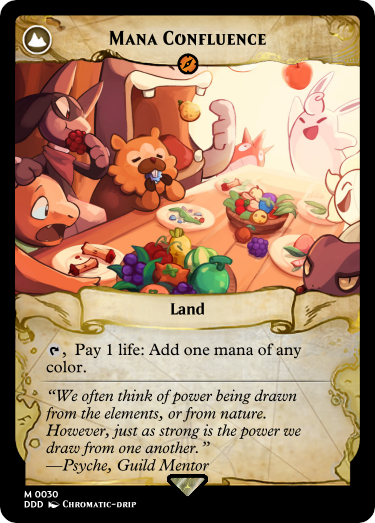 Mana Confluence
Land
, Pay 1 life: Add one mana of any
color.
“We often think of power being drawn
from the elements, or from nature.
However, just as strong is the power we
draw from one another.”
—Psyche, Guild Mentor
M 0030
DDD Chromatic-drip